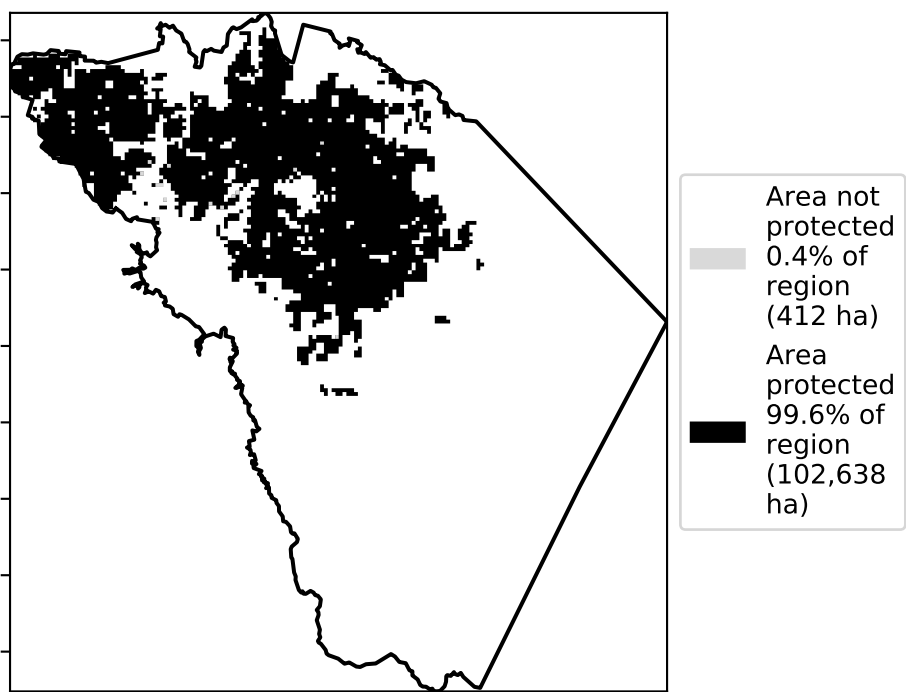 Area not
protected
0.4% of
region
(412 ha)
Area
protected
99.6% of
region
(102,638
ha)